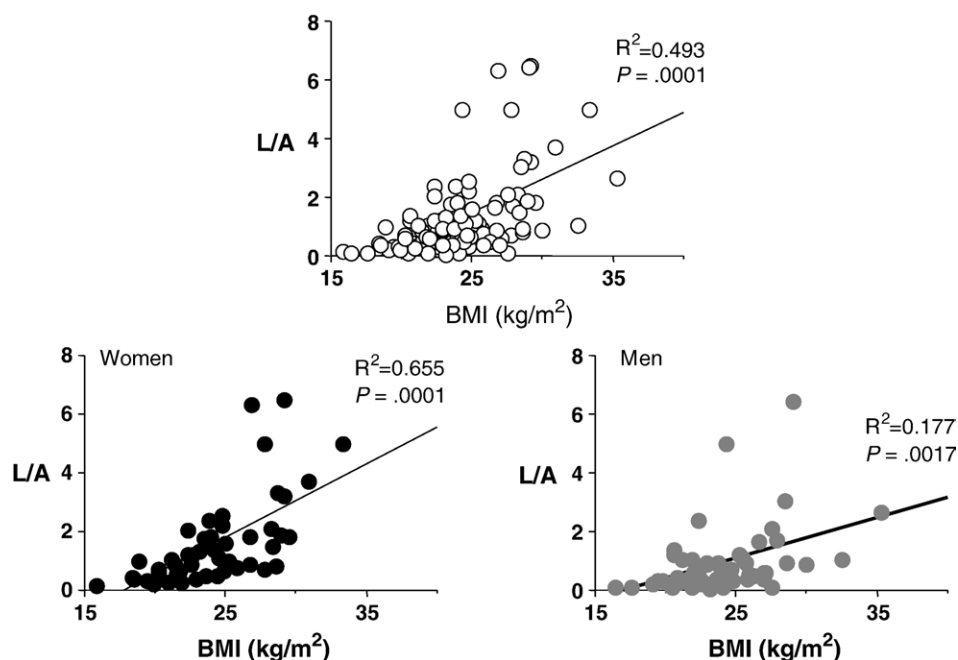 8
R²=0.493
P = .0001
6
4
L/A
2
0
15
25
35
BMI (kg/m²)
Women
8
R²=0.655
P = .0001
6
L/A
4
2
0
15
25
35
BMI (kg/m²)
Men
8
6
R²=0.177
P = .0017
L/A
4
2
0
15
25
35
BMI (kg/m²)